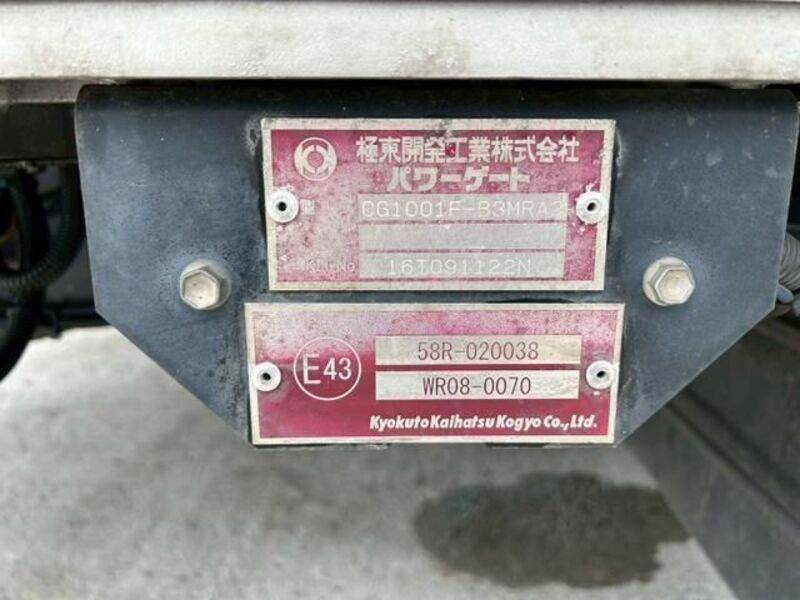 極東開発工業株式会社
パワーゲート
型 CG1001F-B3MRA2
16T091122N
E43
58R-020038
WR08-0070
Kyokuto Kaihatsu Kogyo Co.,Ltd.